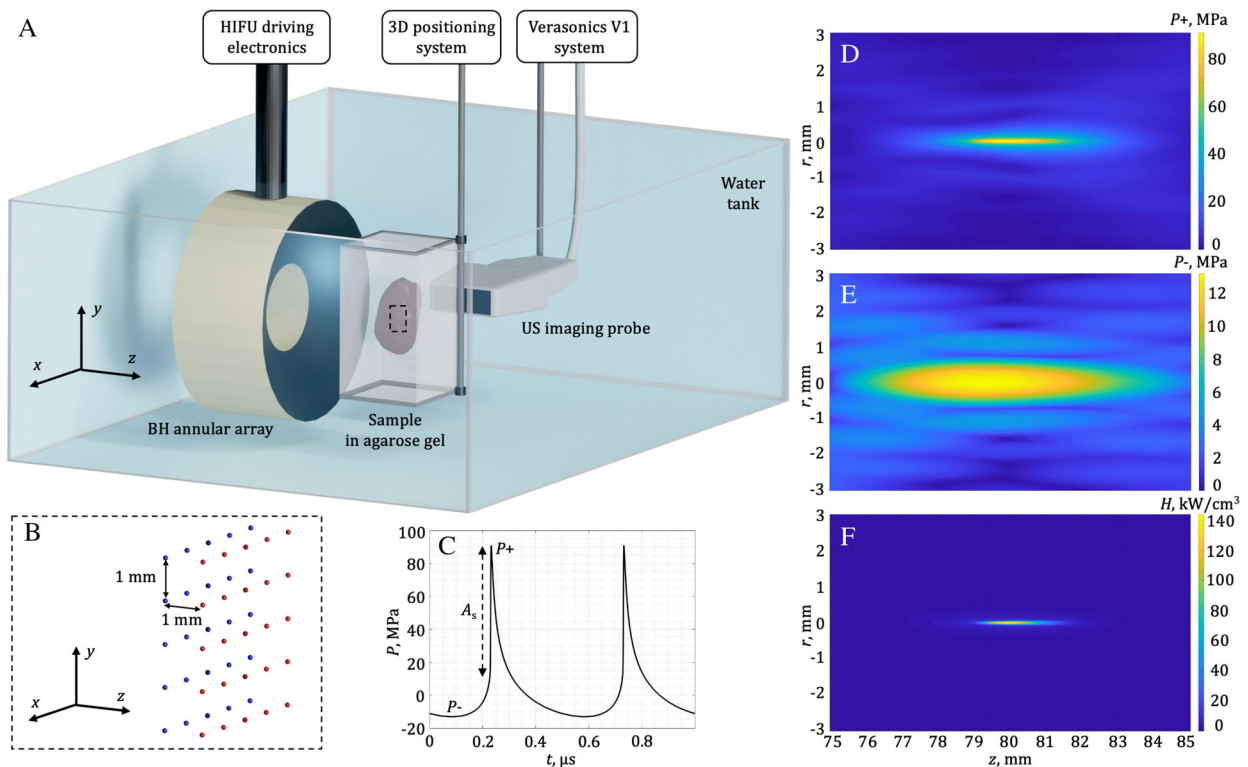 A
HIFU driving
electronics
3D positioning
system
Verasonics V1
system
Water
tank
US imaging probe
y
x
z
BH annular array
Sample
in agarose gel
B
1 mm
1 mm
y
x
z
C
100
80
60
40
20
0
-20
P, MPa
P+
As
P-
0
0.2
0.4
0.6
0.8
t, μs
P+, MPa
D
3
2
1
0
-1
-2
-3
r, mm
80
60
40
20
0
P-, MPa
E
3
2
1
0
-1
-2
-3
r, mm
12
10
8
6
4
2
0
H, kW/cm³
F
3
2
1
0
-1
-2
-3
r, mm
140
120
100
80
60
40
20
0
75
76
77
78
79
80
81
82
83
84
85
z, mm